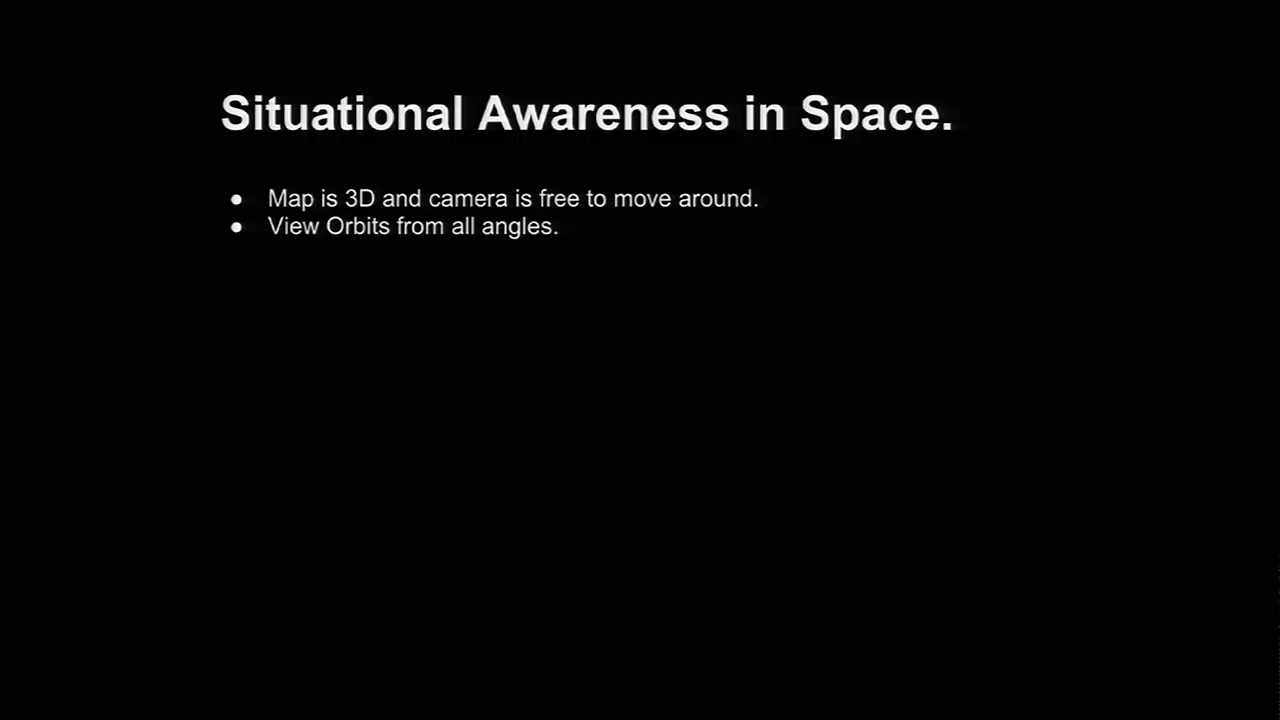 Situational Awareness in Space.
● Map is 3D and camera is free to move around.
● View Orbits from all angles.